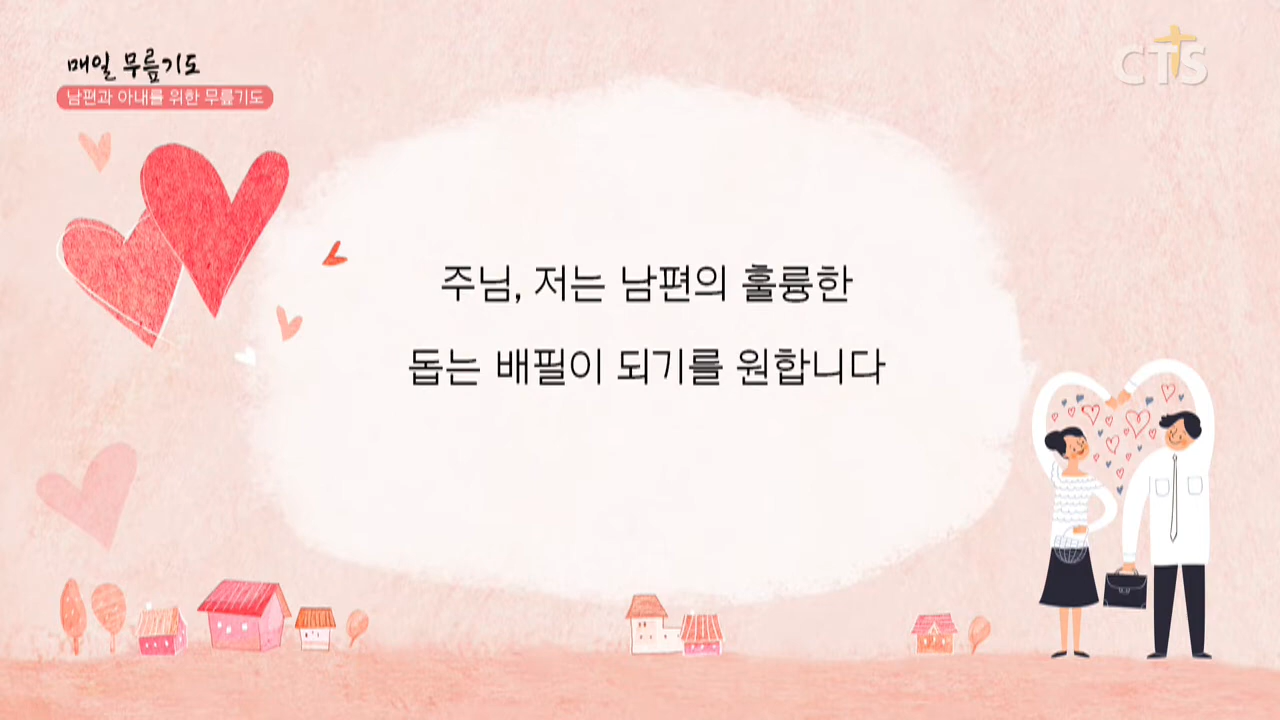 매일 무릎기도
남편과 아내를 위한 무릎기도
CTS
주님, 저는 남편의 훌륭한
돕는 배필이 되기를 원합니다